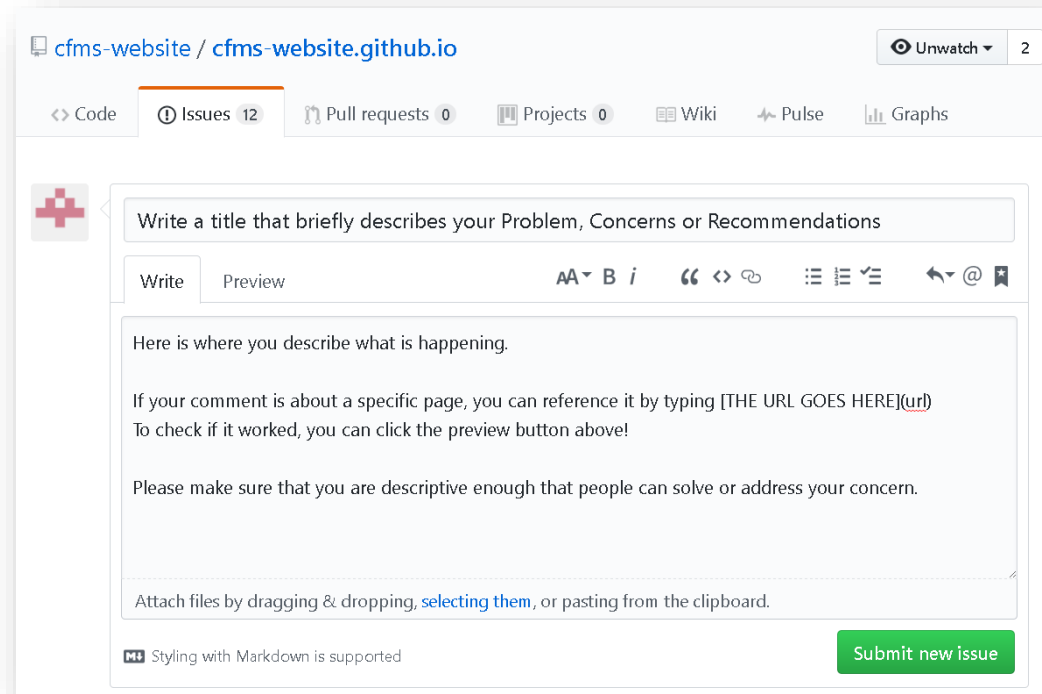 cfms-website / cfms-website.github.io
Unwatch 2
Code Issues 12 Pull requests 0 Projects 0 Wiki Pulse Graphs
Write a title that briefly describes your Problem, Concerns or Recommendations
Write Preview AA B i @
Here is where you describe what is happening.
If your comment is about a specific page, you can reference it by typing [THE URL GOES HERE](url)
To check if it worked, you can click the preview button above!
Please make sure that you are descriptive enough that people can solve or address your concern.
Attach files by dragging & dropping, selecting them, or pasting from the clipboard.
Styling with Markdown is supported
Submit new issue